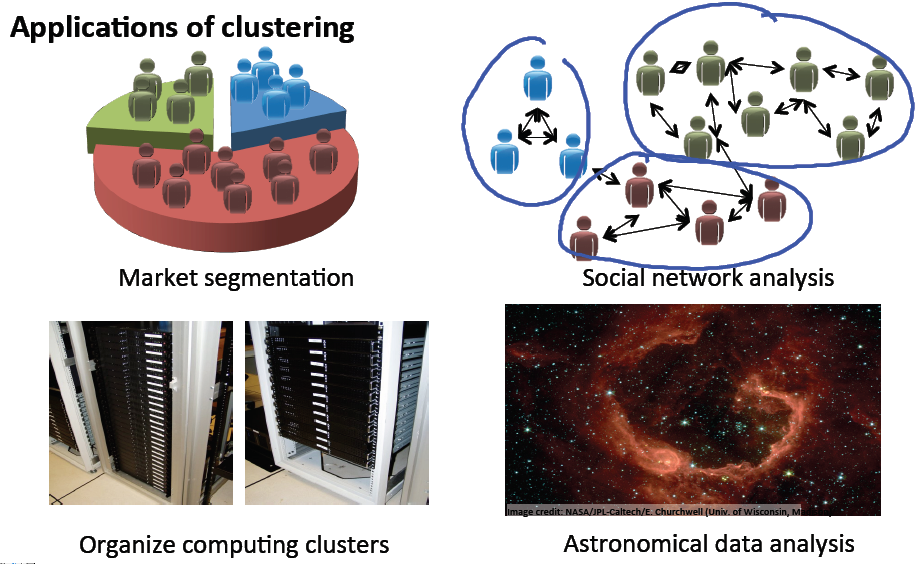 Applications of clustering
Market segmentation
Social network analysis
Image credit: NASA/JPL-Caltech/E. Churchwell (Univ. of Wisconsin,
Organize computing clusters
Astronomical data analysis